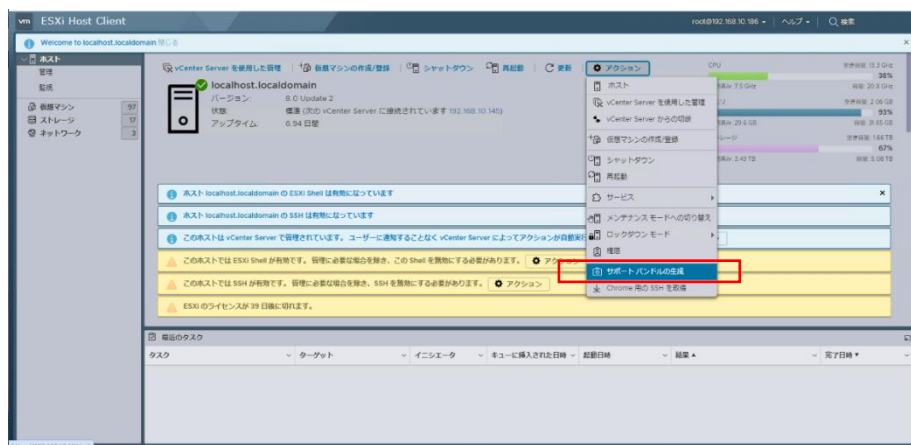 vm ESXi Host Client
root@192.168.10.186 ヘルプ 検索
Welcome to localhost.localdomain 閉じる
ホスト
管理
監視
仮想マシン 97
ストレージ 17
ネットワーク 3
vCenter Server を使用した管理 仮想マシンの作成/登録 シャットダウン 再起動 更新 アクション
localhost.localdomain
バージョン: 8.0 Update 2
状態: 標準 (次の vCenter Server に接続されています 192.168.10.145)
アップタイム: 0.94 日間
CPU
38%
93%
67%
ホスト
vCenter Server を使用した管理
vCenter Server からの切断
仮想マシンの作成/登録
シャットダウン
再起動
サービス
メンテナンス モードへの切り替え
ロックダウン モード
権限
サポート バンドルの生成
Chrome 用の SSH を取得
ホスト localhost.localdomain の ESXi Shell は有効になっています
ホスト localhost.localdomain の SSH は有効になっています
このホストは vCenter Server で管理されています。ユーザーに通知することなく vCenter Server によってアクションが自動実行
このホストでは ESXi Shell が有効です。管理に必要な場合を除き、この Shell を無効にする必要があります。
このホストでは SSH が有効です。管理に必要な場合を除き、SSH を無効にする必要があります。 アクション
ESXi のライセンスが 39 日後に切れます。
最近のタスク
タスク ターゲット イニシエータ キューに挿入された日時 起動日時 結果 完了日時